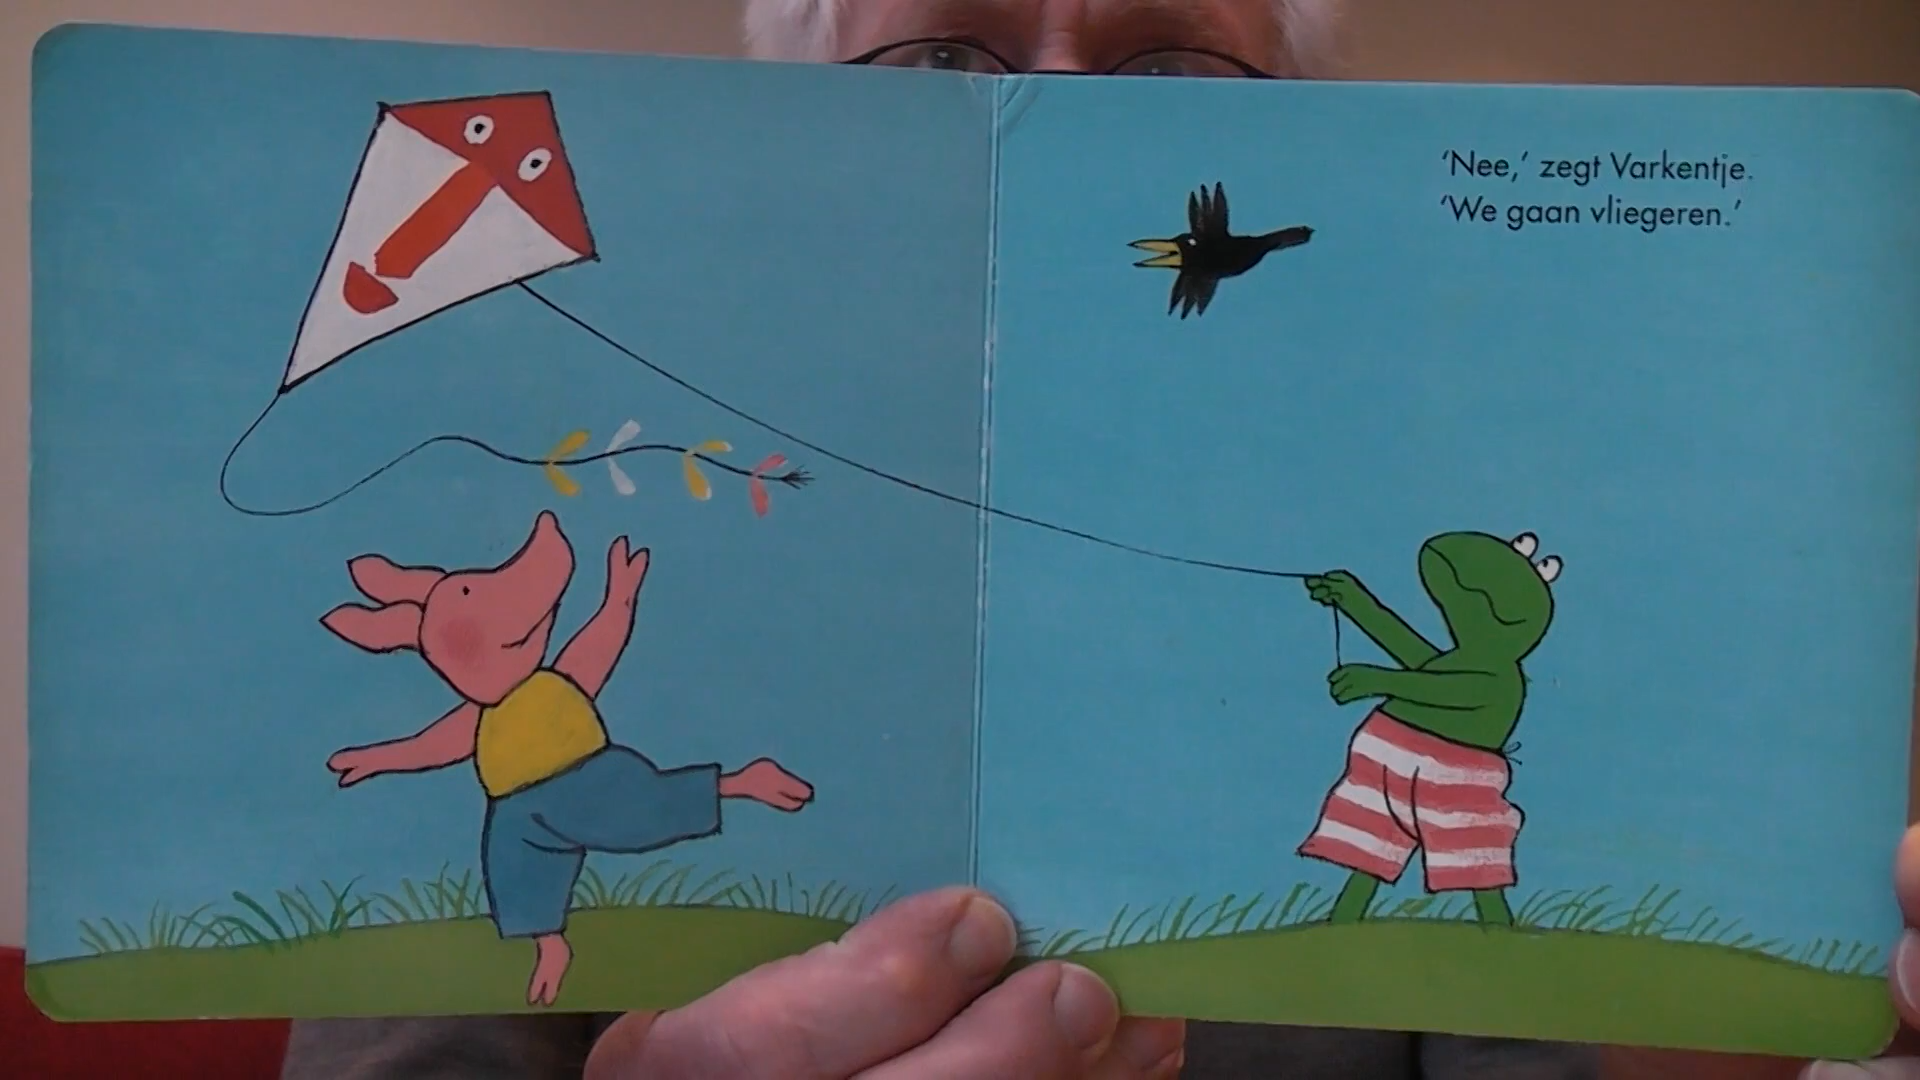 ‘Nee,’ zegt Varkentje.
‘We gaan vliegeren.’